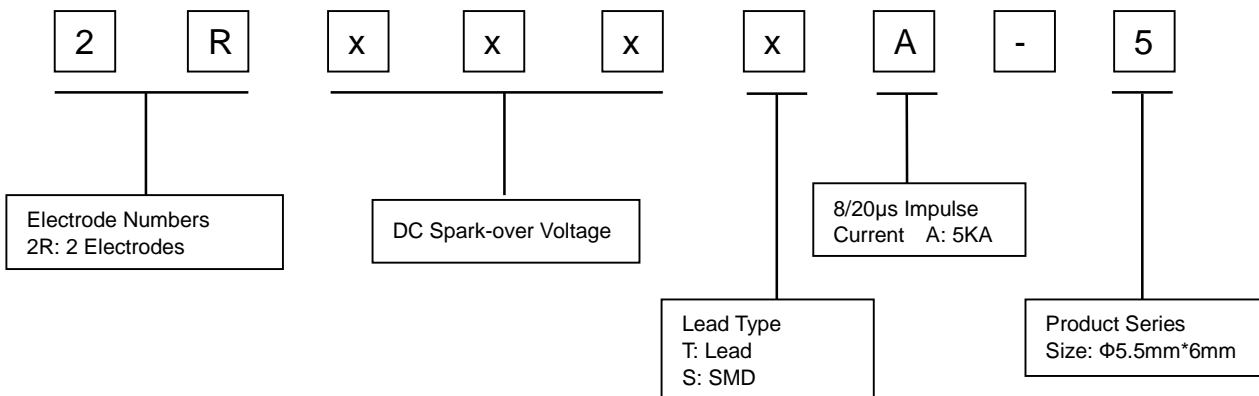 2 R x x x x A - 5
Electrode Numbers
2R: 2 Electrodes
DC Spark-over Voltage
8/20μs Impulse
Current A: 5KA
Lead Type
T: Lead
S: SMD
Product Series
Size: Φ5.5mm*6mm